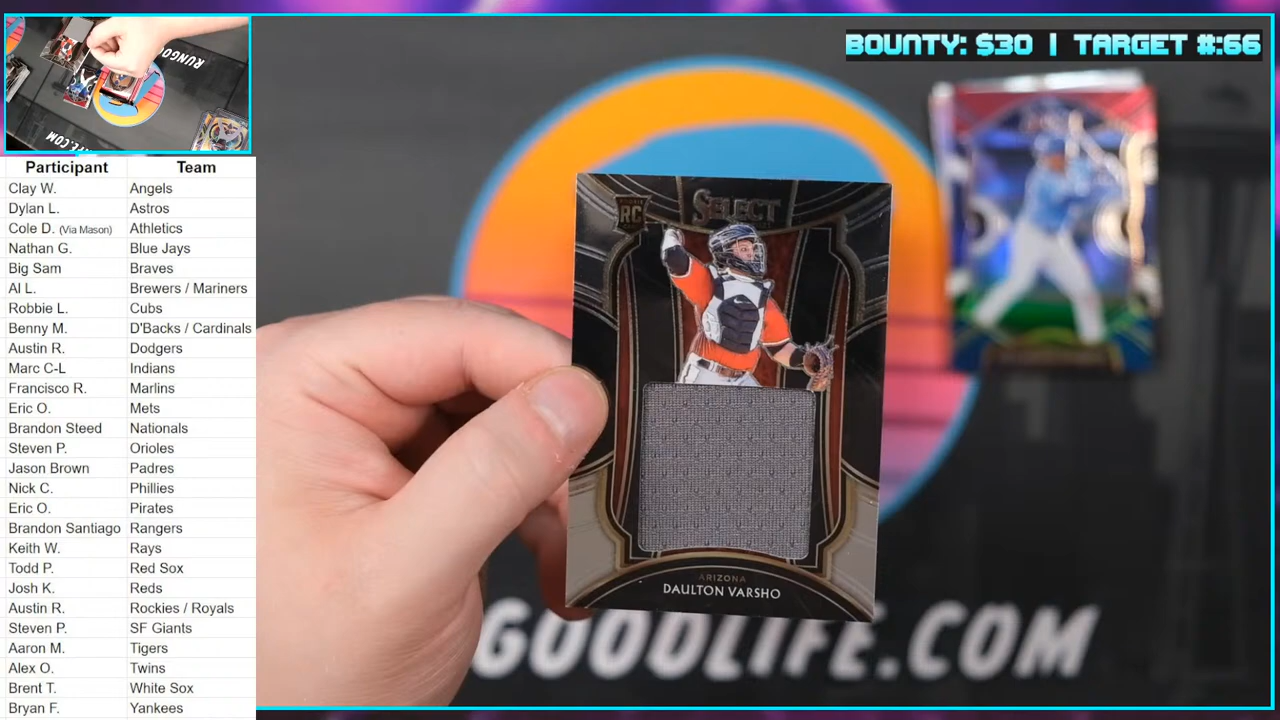 BOUNTY: $30 | TARGET #:66
RUNGOO
.COM
Participant Team
Clay W. Angels
Dylan L. Astros
Cole D. (Via Mason) Athletics
Nathan G. Blue Jays
Big Sam Braves
Al L. Brewers / Mariners
Robbie L. Cubs
Benny M. D'Backs / Cardinals
Austin R. Dodgers
Marc C-L Indians
Francisco R. Marlins
Eric O. Mets
Brandon Steed Nationals
Steven P. Orioles
Jason Brown Padres
Nick C. Phillies
Eric O. Pirates
Brandon Santiago Rangers
Keith W. Rays
Todd P. Red Sox
Josh K. Reds
Austin R. Rockies / Royals
Steven P. SF Giants
Aaron M. Tigers
Alex O. Twins
Brent T. White Sox
Bryan F. Yankees
RC
SELECT
ARIZONA
DAULTON VARSHO
GOODLIFE.COM